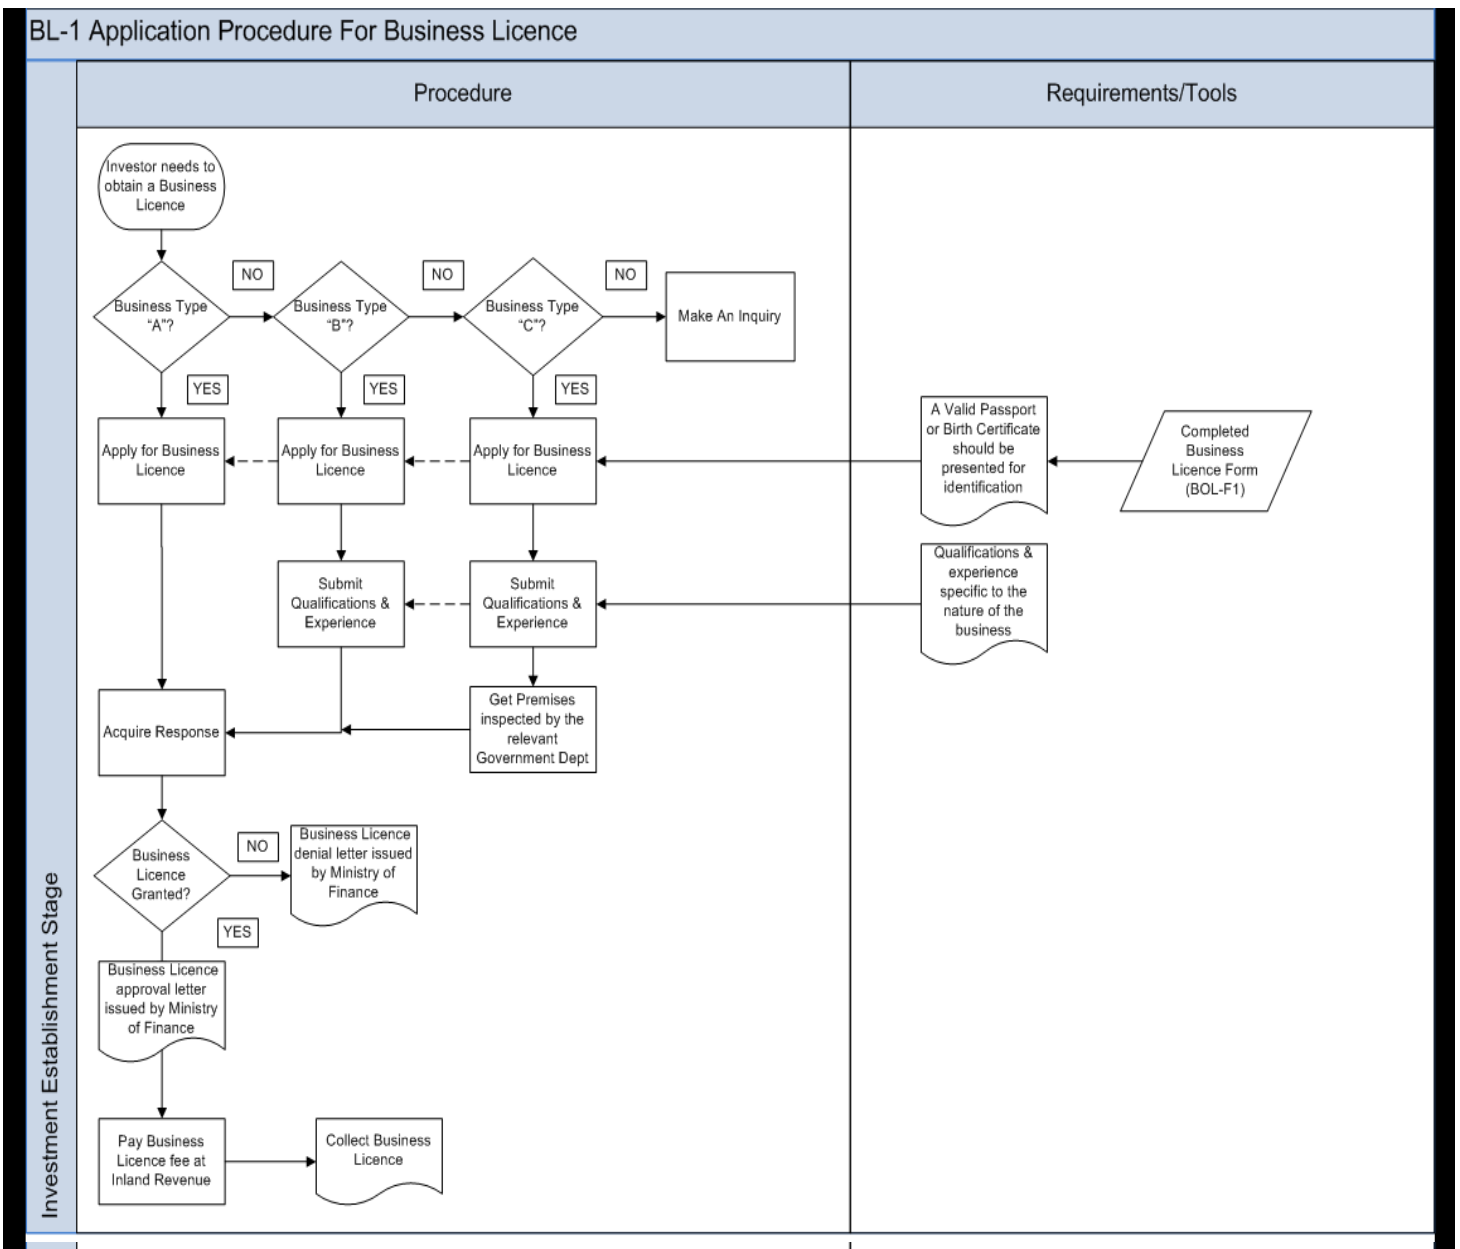 BL-1 Application Procedure For Business Licence
Procedure
Requirements/Tools
Investment Establishment Stage
Investor needs to
obtain a Business
Licence
Business Type
“A”?
NO
Business Type
“B”?
NO
Business Type
“C”?
NO
Make An Inquiry
YES
YES
YES
Apply for Business
Licence
Apply for Business
Licence
Apply for Business
Licence
A Valid Passport
or Birth Certificate
should be
presented for
identification
Completed
Business
Licence Form
(BOL-F1)
Submit
Qualifications &
Experience
Submit
Qualifications &
Experience
Qualifications &
experience
specific to the
nature of the
business
Acquire Response
Get Premises
inspected by the
relevant
Government Dept
Business
Licence
Granted?
NO
Business Licence
denial letter issued
by Ministry of
Finance
YES
Business Licence
approval letter
issued by Ministry
of Finance
Pay Business
Licence fee at
Inland Revenue
Collect Business
Licence